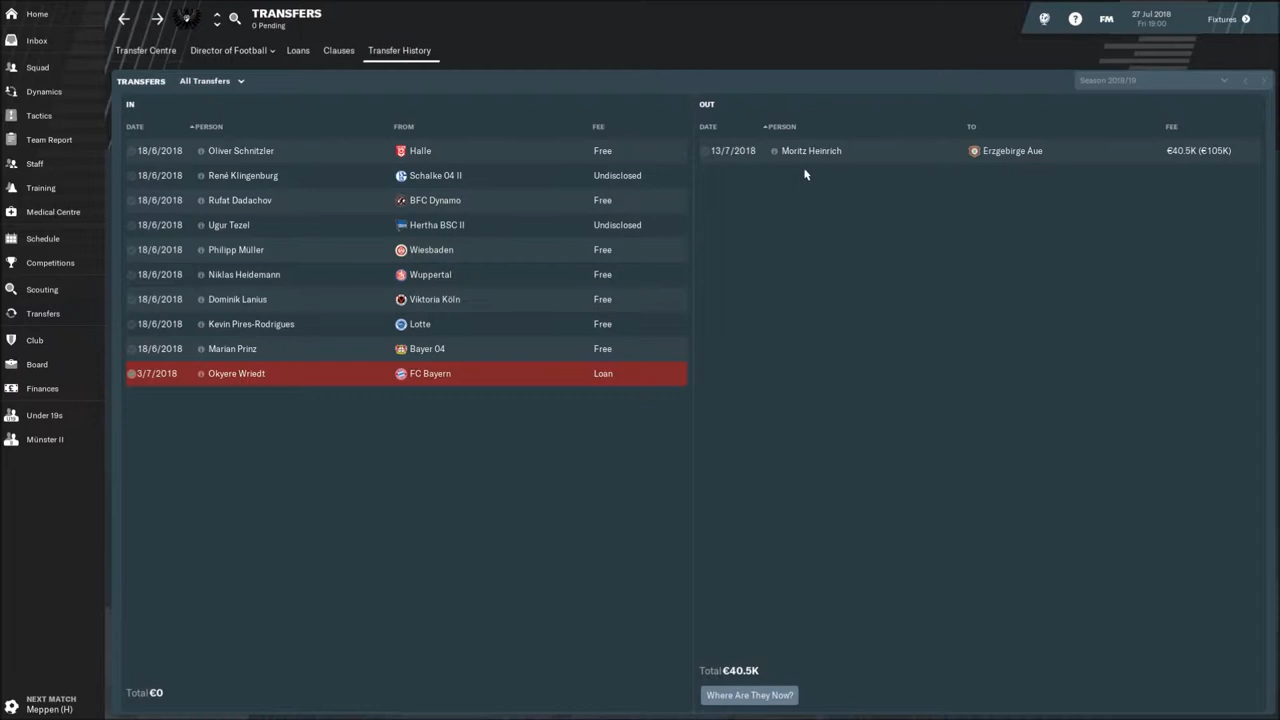 Home
Inbox
Squad
Dynamics
Tactics
Team Report
Staff
Training
Medical Centre
Schedule
Competitions
Scouting
Transfers
Club
Board
Finances
Under 19s
Münster II
NEXT MATCH
Meppen (H)
TRANSFERS
0 Pending
FM
27 Jul 2018
Fri 19:00
Fixtures
Transfer Centre Director of Football Loans Clauses Transfer History
TRANSFERS All Transfers Season 2018/19
IN
DATE PERSON FROM FEE
18/6/2018 Oliver Schnitzler Halle Free
18/6/2018 René Klingenburg Schalke 04 II Undisclosed
18/6/2018 Rufat Dadachov BFC Dynamo Free
18/6/2018 Ugur Tezel Hertha BSC II Undisclosed
18/6/2018 Philipp Müller Wiesbaden Free
18/6/2018 Niklas Heidemann Wuppertal Free
18/6/2018 Dominik Lanius Viktoria Köln Free
18/6/2018 Kevin Pires-Rodrigues Lotte Free
18/6/2018 Marian Prinz Bayer 04 Free
3/7/2018 Okyere Wriedt FC Bayern Loan
Total €0
OUT
DATE PERSON TO FEE
13/7/2018 Moritz Heinrich Erzgebirge Aue €40.5K (€105K)
Total €40.5K
Where Are They Now?